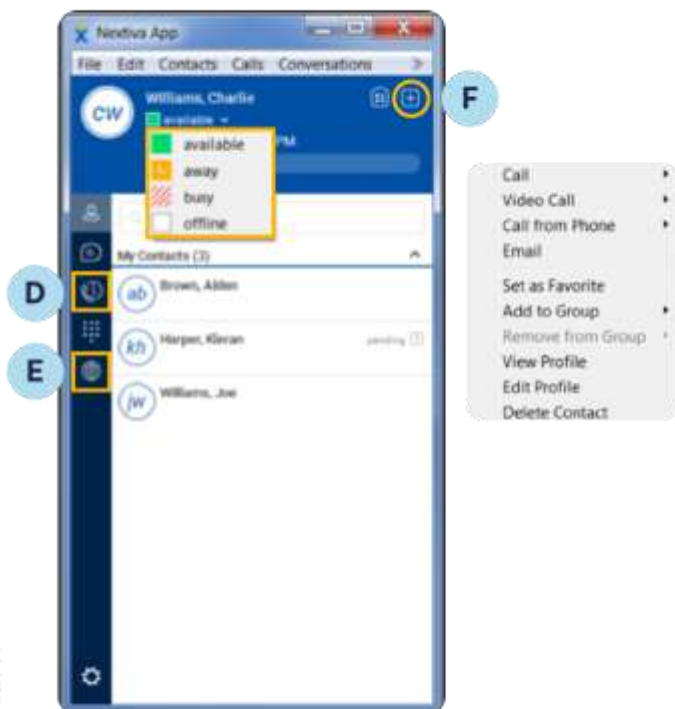 Nextiva App
File Edit Contacts Calls Conversations >
CW
Williams, Charlie
available
F
PM
available
away
busy
offline
My Contacts (3)
D
ab
Brown, Alden
kh
Harper, Kieran
pending
E
jw
Williams, Joe
Call
Video Call
Call from Phone
Email
Set as Favorite
Add to Group
Remove from Group
View Profile
Edit Profile
Delete Contact